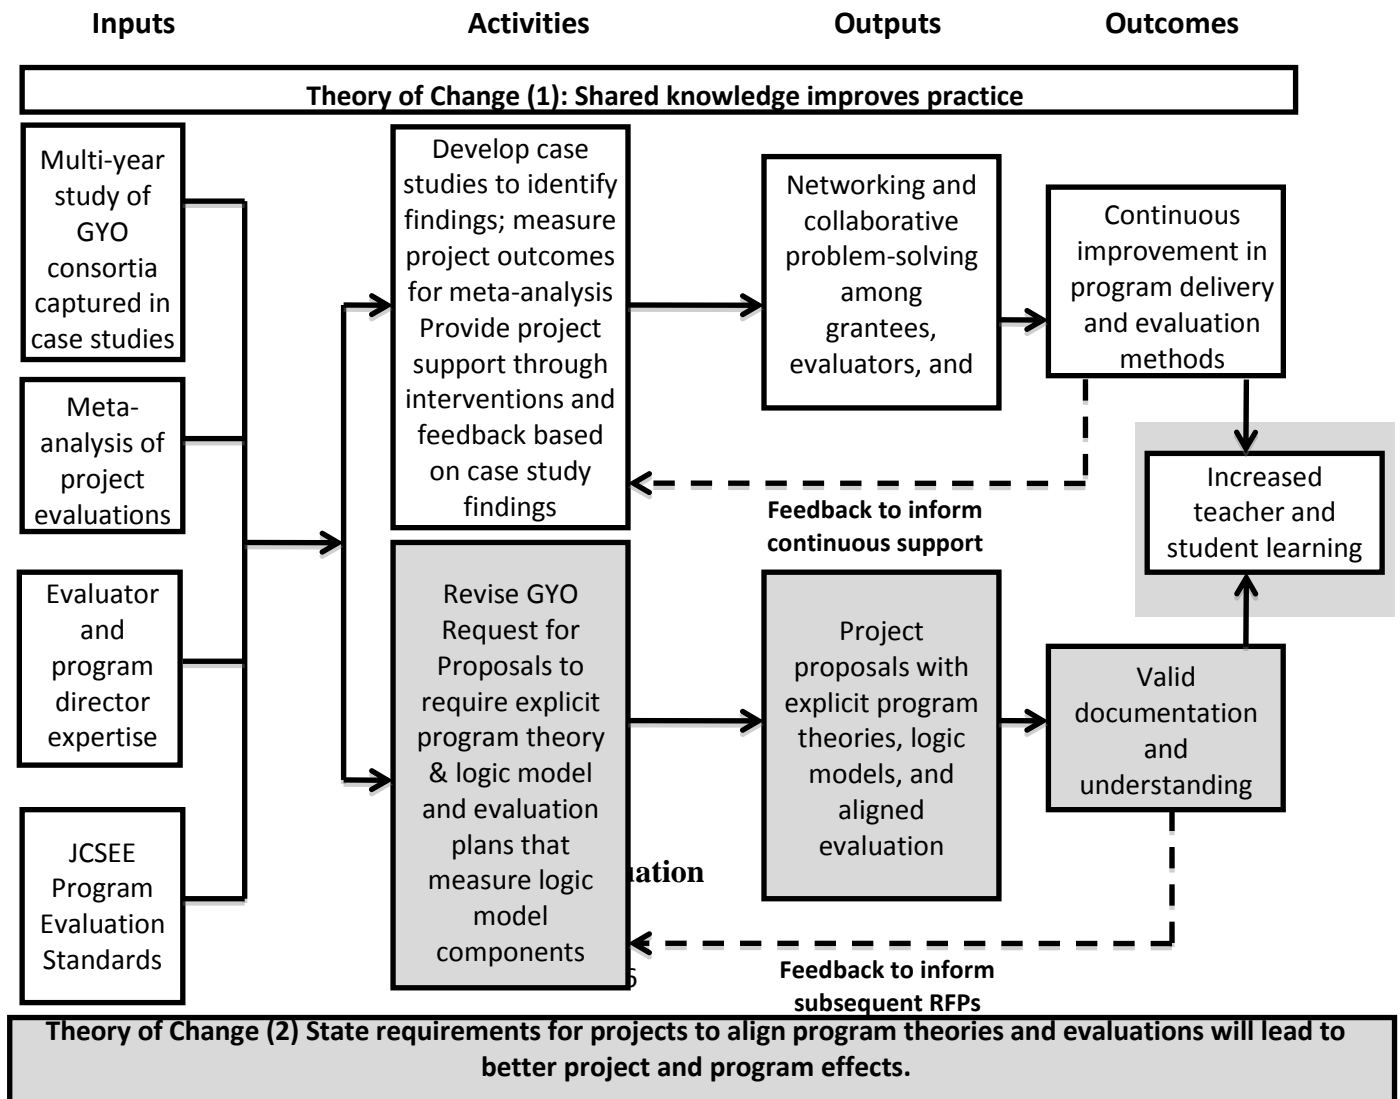 Inputs
Activities
Outputs
Outcomes
Theory of Change (1): Shared knowledge improves practice
Multi-year
study of
GYO
consortia
captured in
case studies
Meta-
analysis of
project
evaluations
Evaluator
and
program
director
expertise
JCSEE
Program
Evaluation
Standards
Develop case
studies to identify
findings; measure
project outcomes
for meta-analysis
Provide project
support through
interventions and
feedback based
on case study
findings
Revise GYO
Request for
Proposals to
require explicit
program theory
& logic model
and evaluation
plans that
measure logic
model
components
uation
6
Networking and
collaborative
problem-solving
among
grantees,
evaluators, and
Feedback to inform
continuous support
Project
proposals with
explicit program
theories, logic
models, and
aligned evaluation
Feedback to inform
subsequent RFPs
Continuous
improvement in
program delivery
and evaluation
methods
Increased
teacher and
student learning
Valid
documentation
and
understanding
Theory of Change (2) State requirements for projects to align program theories and evaluations will lead to
better project and program effects.